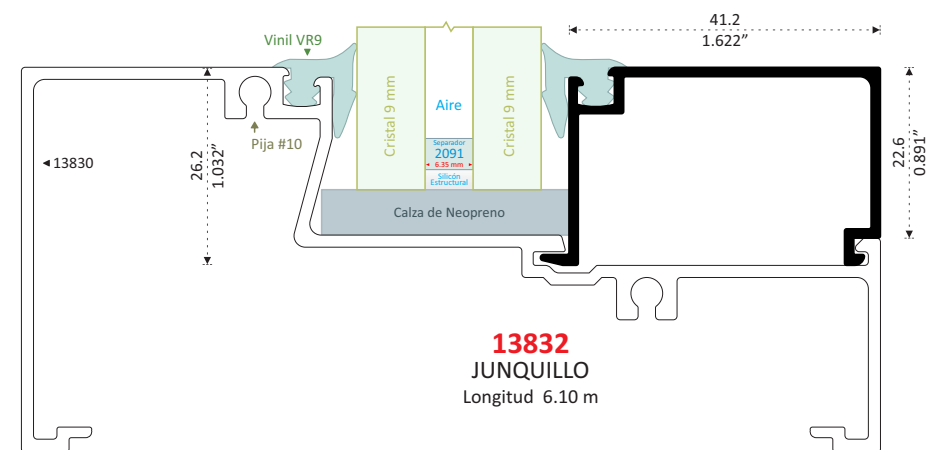 41.2
1.622”
Vinil VR9
Cristal 9 mm
Aire
Cristal 9 mm
Separador
2091
6.35 mm
Silicón
Estructural
Pija #10
13830
26.2
1.032”
22.6
0.891”
Calza de Neopreno
13832
JUNQUILLO
Longitud 6.10 m